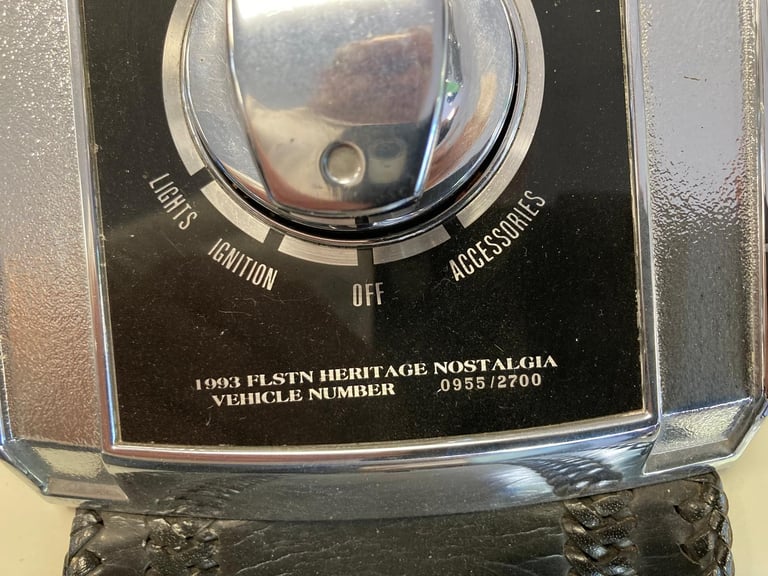 LIGHTS
IGNITION
OFF
ACCESSORIES
1993 FLSTN HERITAGE NOSTALGIA
VEHICLE NUMBER 0955/2700